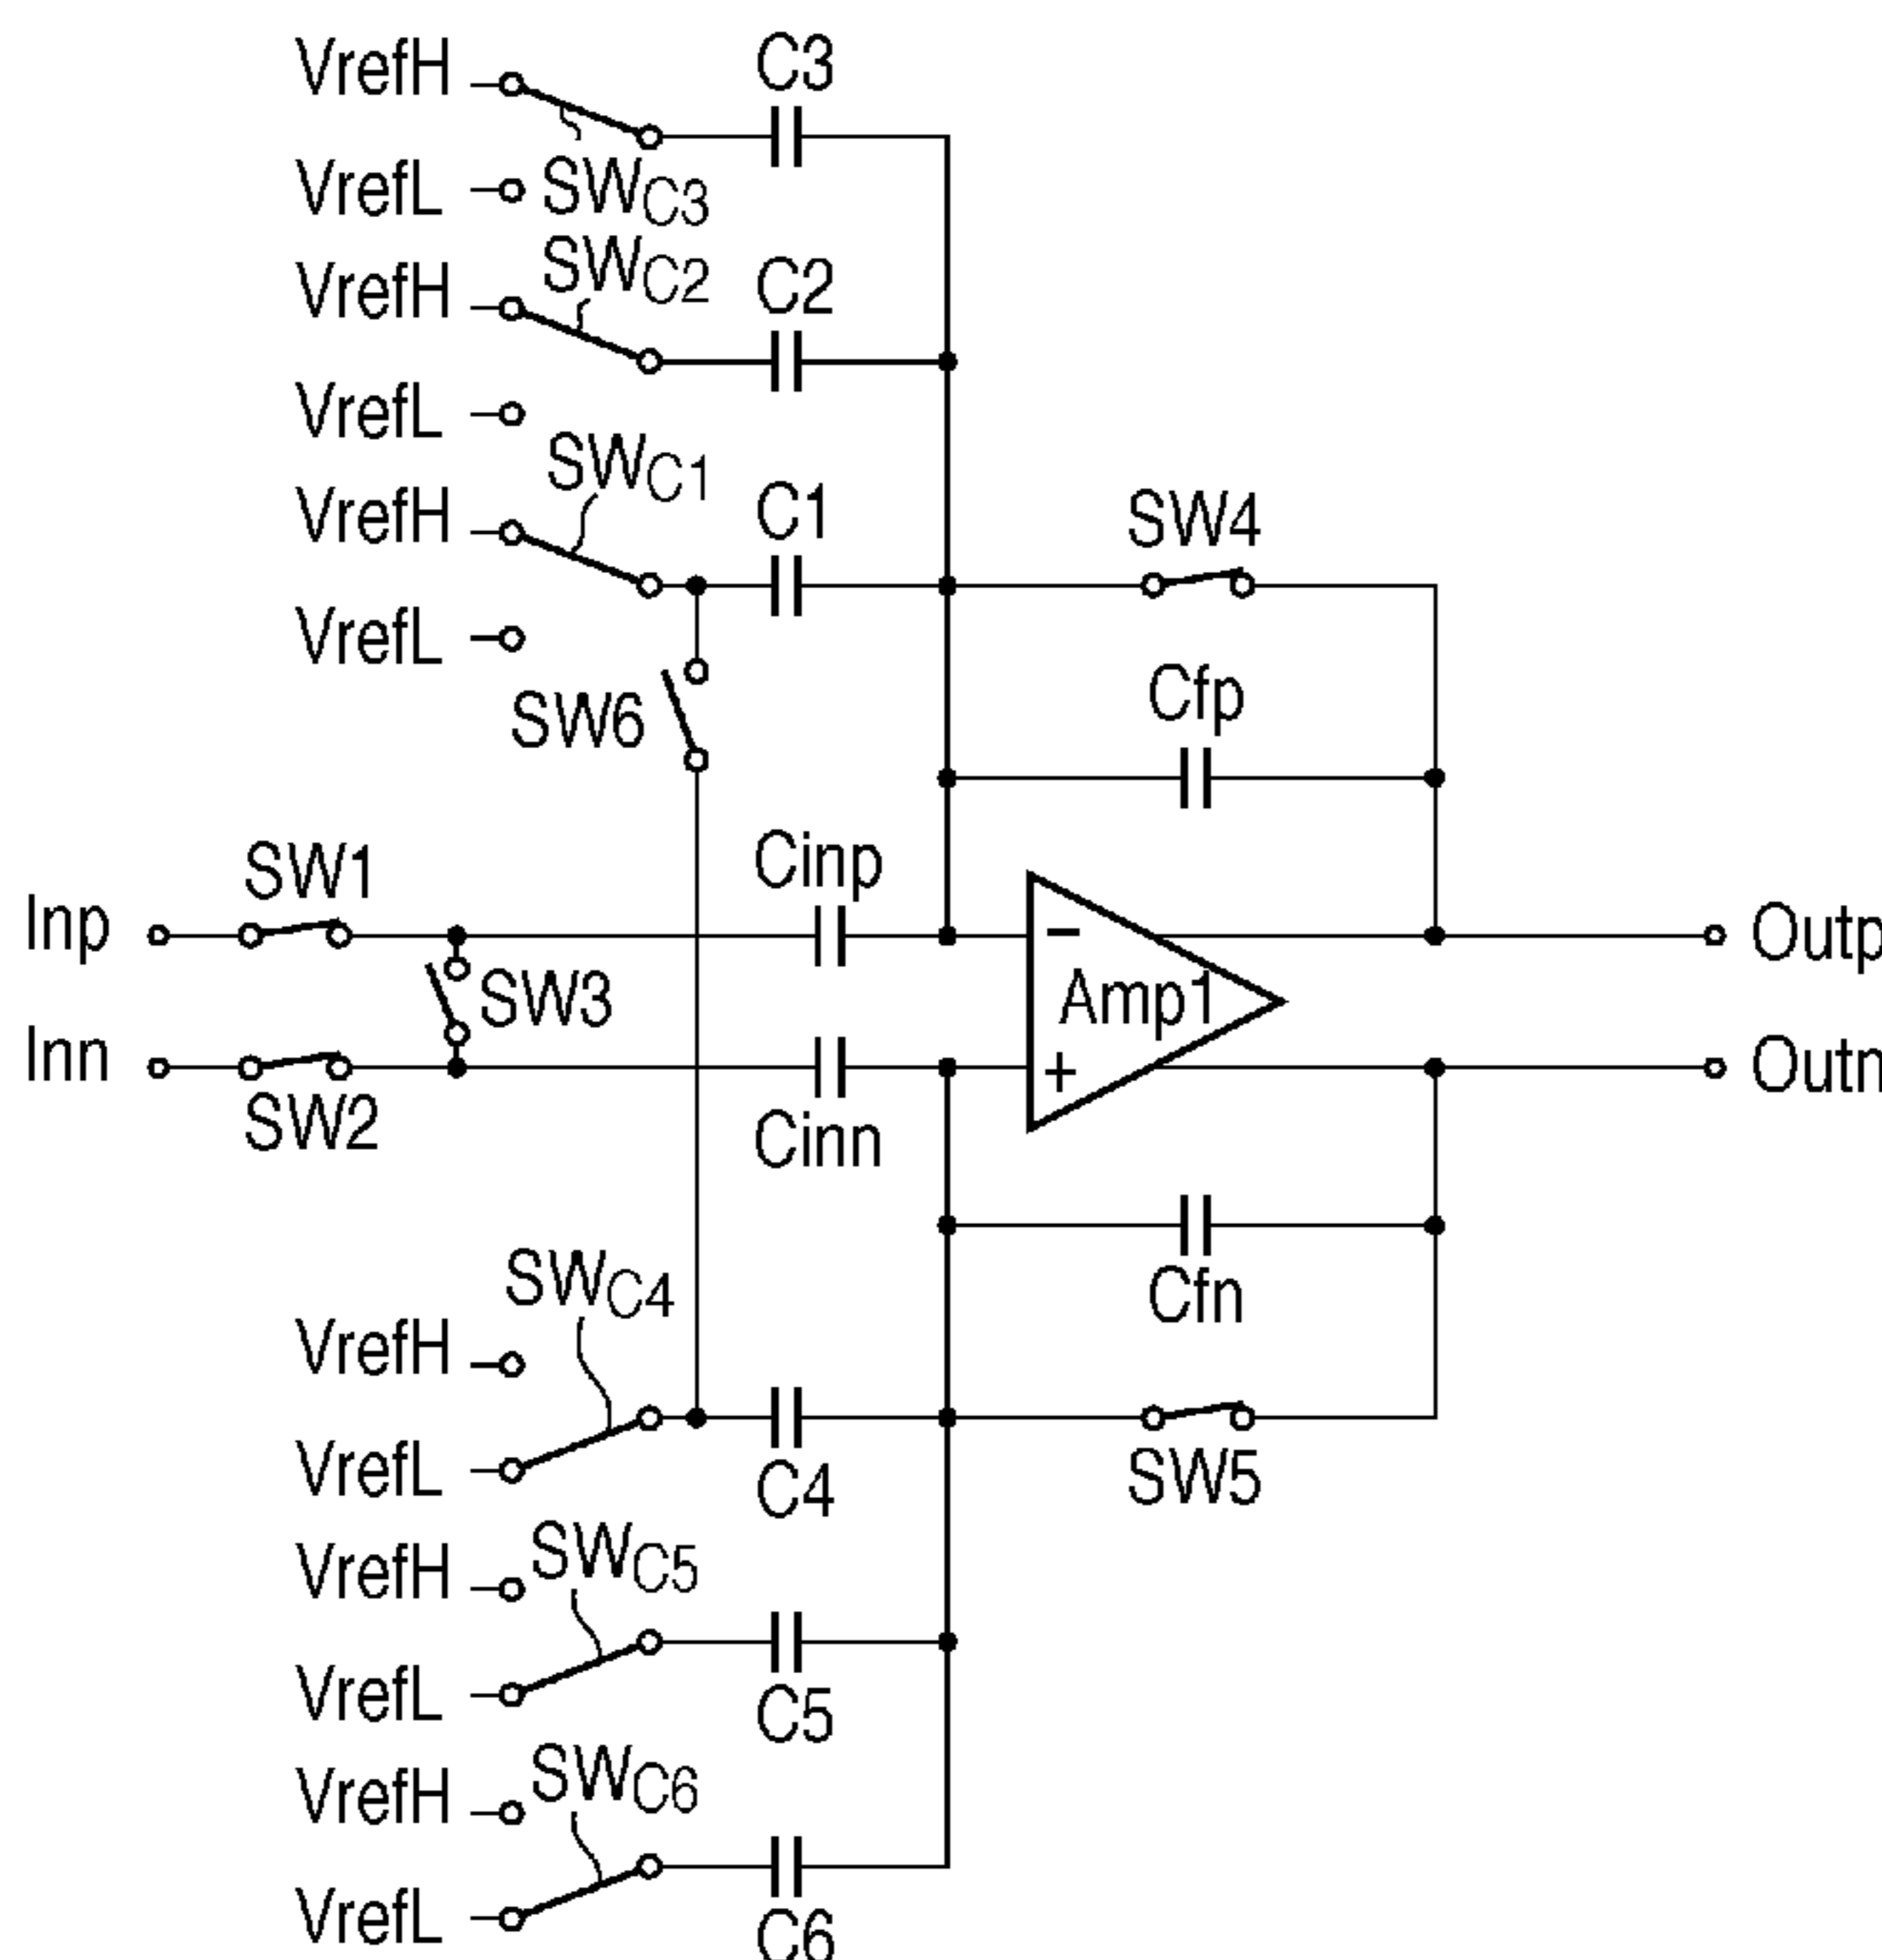 VrefH
C3
VrefL
SWC3
SWC2
VrefH
C2
VrefL
SWC1
VrefH
C1
SW4
VrefL
SW6
Cfp
Cinp
SW1
Inp
Outp
SW3
Amp1
−
+
Inn
Outn
SW2
Cinn
SWC4
Cfn
VrefH
VrefL
C4
SW5
VrefH
SWC5
VrefL
C5
VrefH
SWC6
VrefL
C6